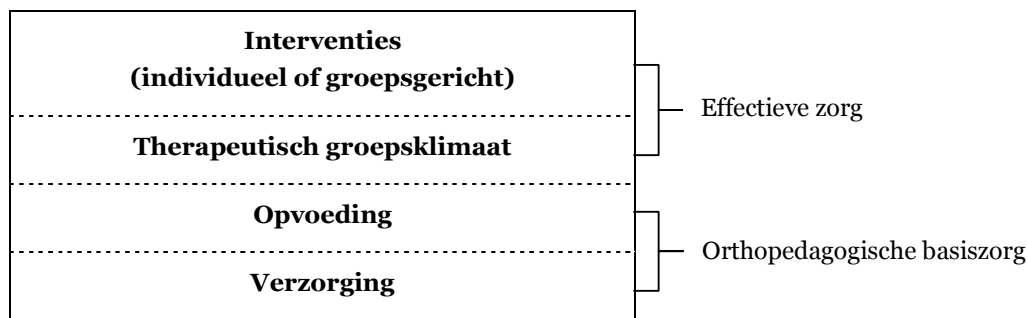 Interventies
(individueel of groepsgericht)
Effectieve zorg
Therapeutisch groepsklimaat
Opvoeding
Orthopedagogische basiszorg
Verzorging